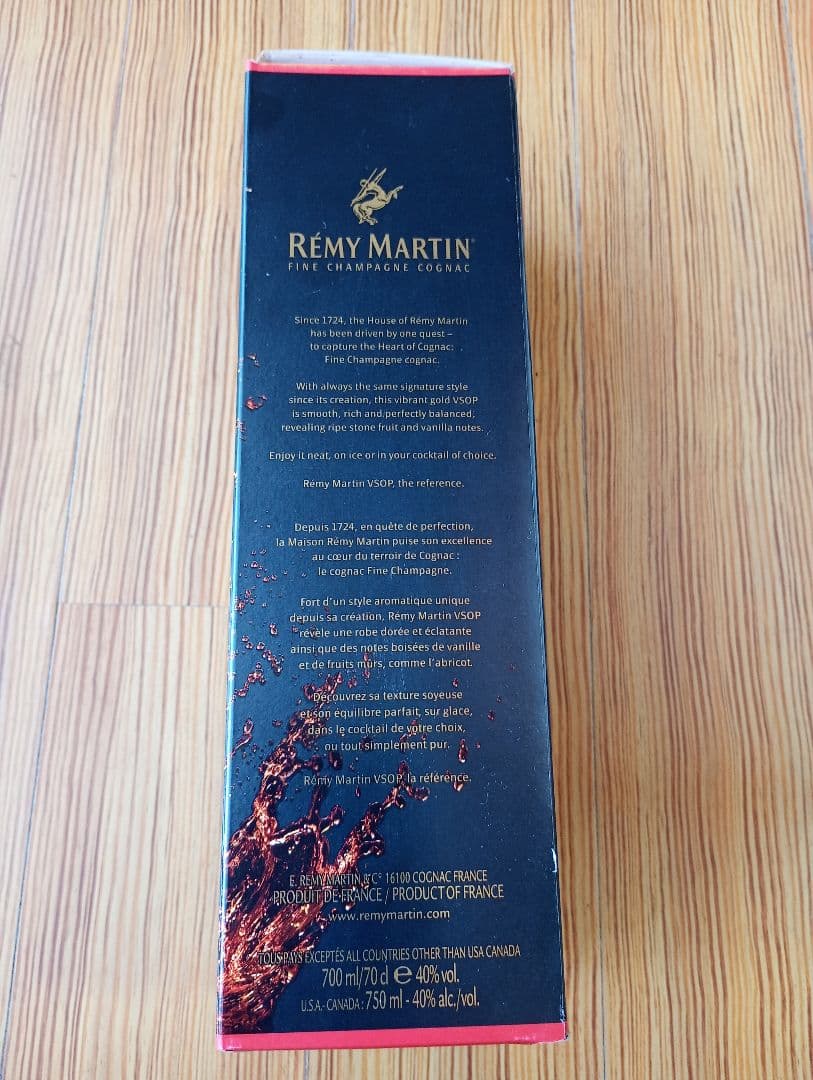 RÉMY MARTIN®
FINE CHAMPAGNE COGNAC
Since 1724, the House of Rémy Martin
has been driven by one quest –
to capture the Heart of Cognac:
Fine Champagne cognac.
With always the same signature style
since its creation, this vibrant gold VSOP
is smooth, rich and perfectly balanced,
revealing ripe stone fruit and vanilla notes.
Enjoy it neat, on ice or in your cocktail of choice.
Rémy Martin VSOP, the reference.
Depuis 1724, en quête de perfection,
la Maison Rémy Martin puise son excellence
au cœur du terroir de Cognac :
le cognac Fine Champagne.
Fort d'un style aromatique unique
depuis sa création, Rémy Martin VSOP
révèle une robe dorée et éclatante
ainsi que des notes boisées de vanille
et de fruits mûrs, comme l'abricot.
Découvrez sa texture soyeuse
et son équilibre parfait, sur glace,
dans le cocktail de votre choix,
ou tout simplement pur.
Rémy Martin VSOP, la référence.
E. RÉMY MARTIN & C° 16100 COGNAC FRANCE
PRODUIT DE FRANCE / PRODUCT OF FRANCE
www.remymartin.com
TOUS PAYS EXCEPTÉS ALL COUNTRIES OTHER THAN USA CANADA
700 ml/70 cl e 40% vol.
U.S.A.- CANADA : 750 ml - 40% alc./vol.